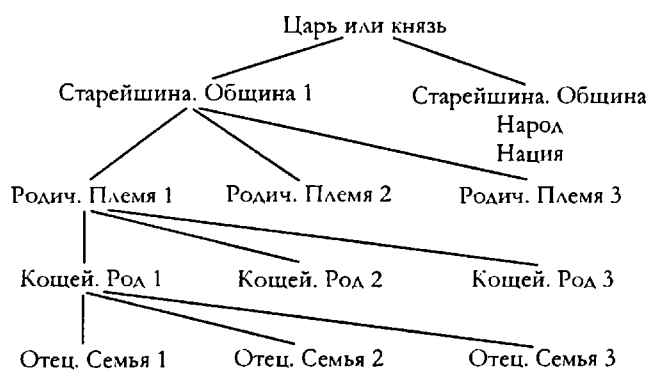 Царь или князь
Старейшина. Община 1
Старейшина. Община
Народ
Нация
Родич. Племя 1 Родич. Племя 2 Родич. Племя 3
Кощей. Род 1 Кощей. Род 2 Кощей. Род 3
Отец. Семья 1 Отец. Семья 2 Отец. Семья 3